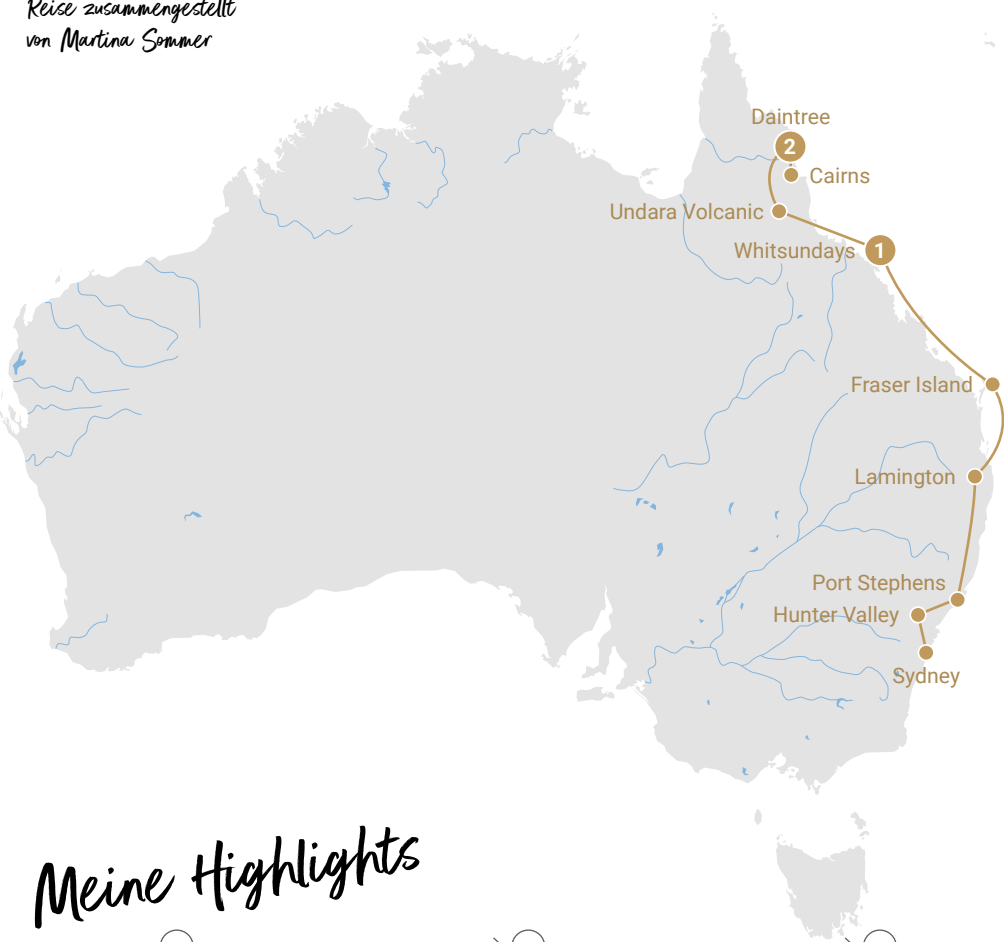 Reise zusammengestellt
von Martina Sommer
Daintree
2
Cairns
Undara Volcanic
Whitsundays
1
Fraser Island
Lamington
Port Stephens
Hunter Valley
Sydney
Meine Highlights